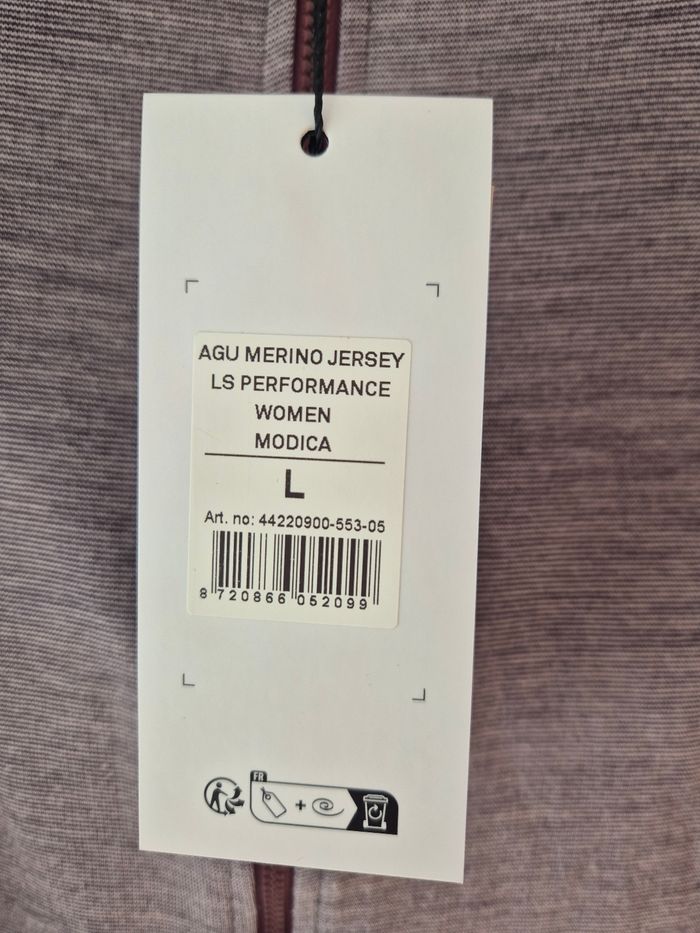 AGU MERINO JERSEY
LS PERFORMANCE
WOMEN
MODICA
L
Art. no: 44220900-553-05
8 720866 052099
FR
+